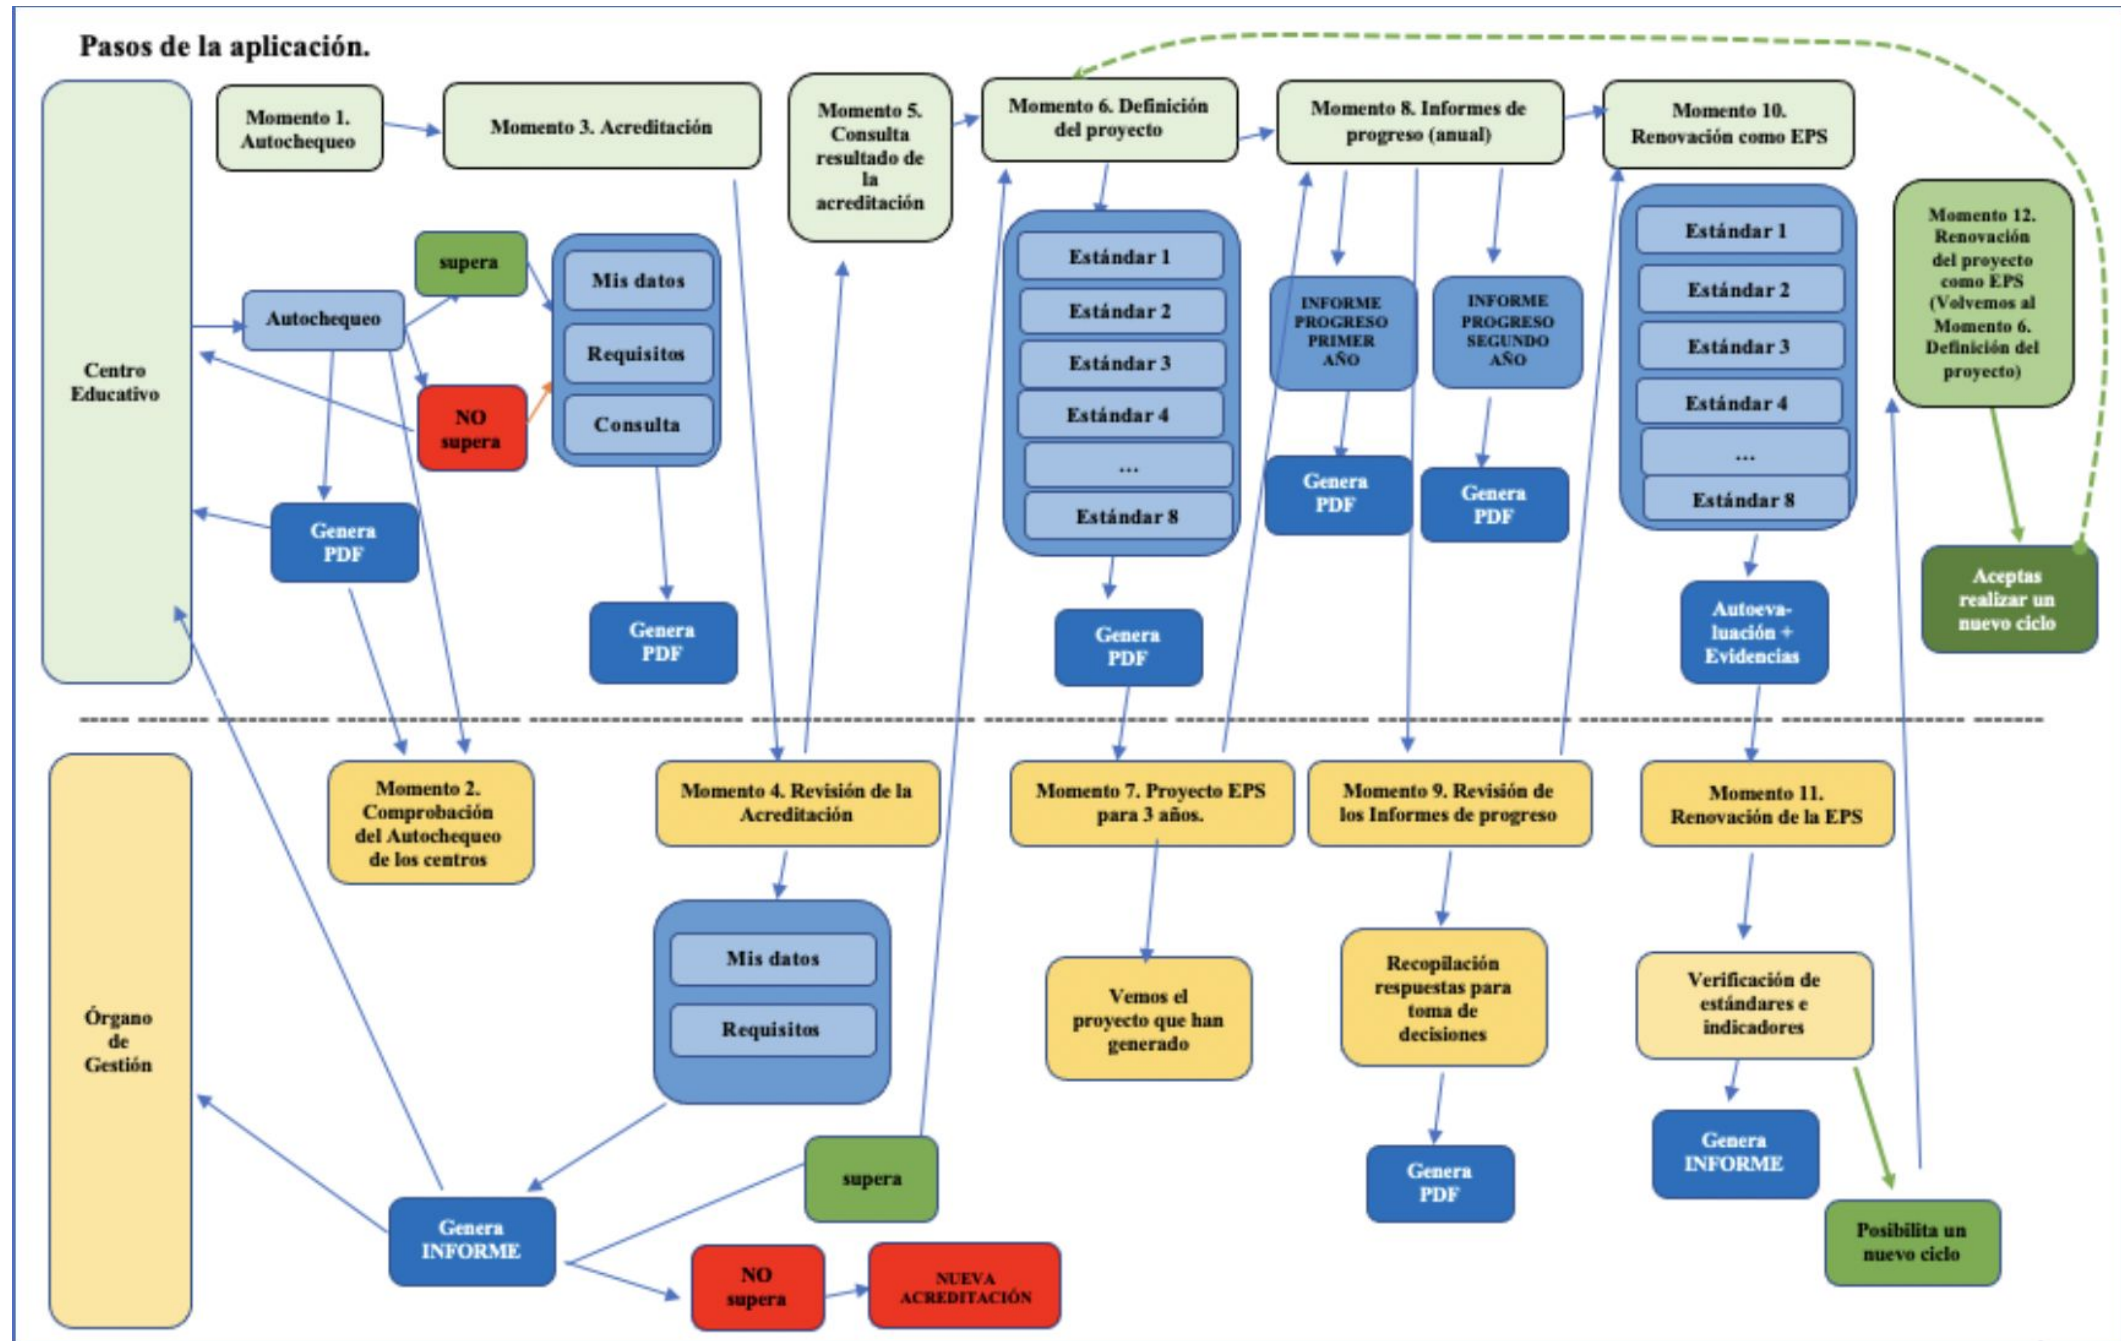 Pasos de la aplicación.
Centro
Educativo
Momento 1.
Autochequeo
Momento 3. Acreditación
Momento 5.
Consulta
resultado de
la
acreditación
Momento 6. Definición
del proyecto
Momento 8. Informes de
progreso (anual)
Momento 10.
Renovación como EPS
Momento 12.
Renovación
del proyecto
como EPS
(Volvemos al
Momento 6.
Definición del
proyecto)
Autochequeo
supera
NO
supera
Genera
PDF
Mis datos
Requisitos
Consulta
Genera
PDF
Estándar 1
Estándar 2
Estándar 3
Estándar 4
...
Estándar 8
Genera
PDF
INFORME
PROGRESO
PRIMER
AÑO
Genera
PDF
INFORME
PROGRESO
SEGUNDO
AÑO
Genera
PDF
Estándar 1
Estándar 2
Estándar 3
Estándar 4
...
Estándar 8
Autoeva-
luación +
Evidencias
Aceptas
realizar un
nuevo ciclo
Órgano
de
Gestión
Momento 2.
Comprobación
del Autochequeo
de los centros
Momento 4. Revisión de la
Acreditación
Mis datos
Requisitos
Genera
INFORME
supera
NO
supera
NUEVA
ACREDITACIÓN
Momento 7. Proyecto EPS
para 3 años.
Vemos el
proyecto que han
generado
Momento 9. Revisión de
los Informes de progreso
Recopilación
respuestas para
toma de
decisiones
Genera
PDF
Momento 11.
Renovación de la EPS
Verificación de
estándares e
indicadores
Genera
INFORME
Posibilita un
nuevo ciclo